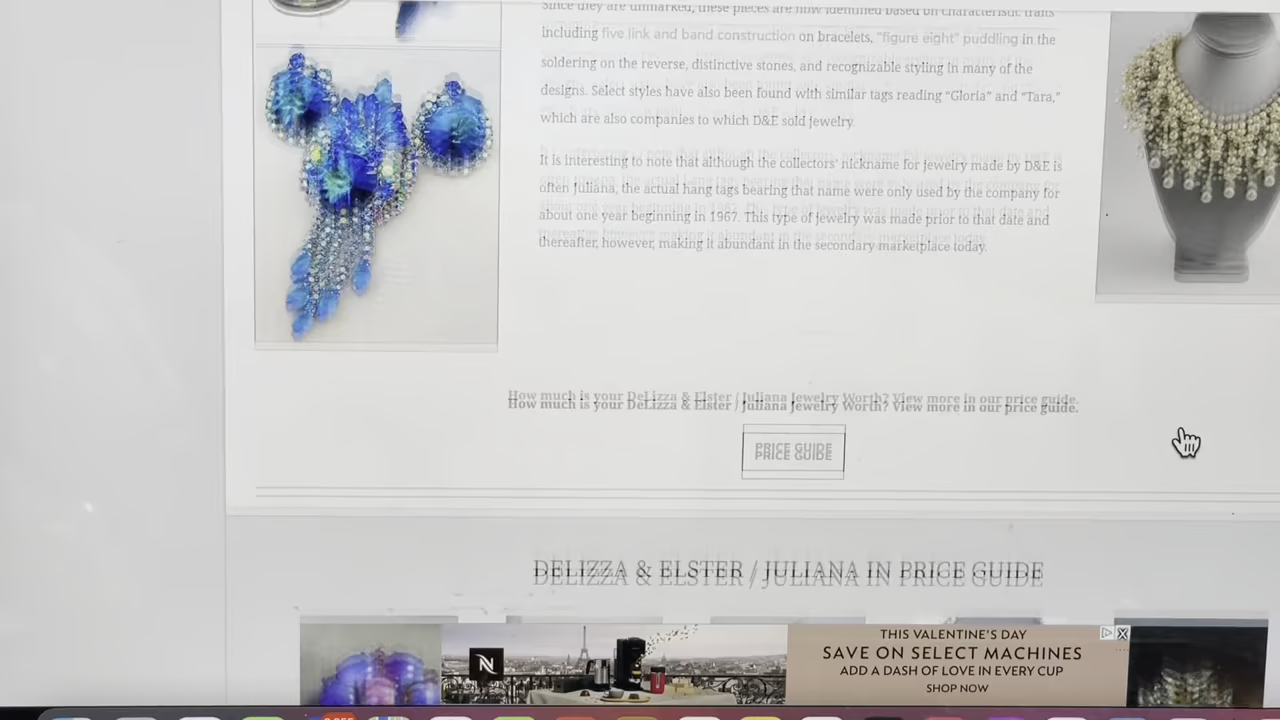 Since they are unmarked, these pieces are now identified based on characteristic traits
including five link and band construction on bracelets, "figure eight" puddling in the
soldering on the reverse, distinctive stones, and recognizable styling in many of the
designs. Select styles have also been found with similar tags reading “Gloria” and “Tara,”
which are also companies to which D&E sold jewelry.
It is interesting to note that although the collectors' nickname for jewelry made by D&E is
often Juliana, the actual hang tags bearing that name were only used by the company for
about one year beginning in 1967. This type of jewelry was made prior to that date and
thereafter, however, making it abundant in the secondary marketplace today.
How much is your DeLizza & Elster / Juliana Jewelry Worth? View more in our price guide.
PRICE GUIDE
DELIZZA & ELSTER / JULIANA IN PRICE GUIDE
N
THIS VALENTINE'S DAY
SAVE ON SELECT MACHINES
ADD A DASH OF LOVE IN EVERY CUP
SHOP NOW